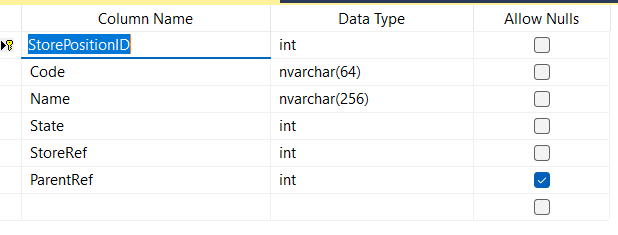 Column Name Data Type Allow Nulls
StorePositionID int
Code nvarchar(64)
Name nvarchar(256)
State int
StoreRef int
ParentRef int